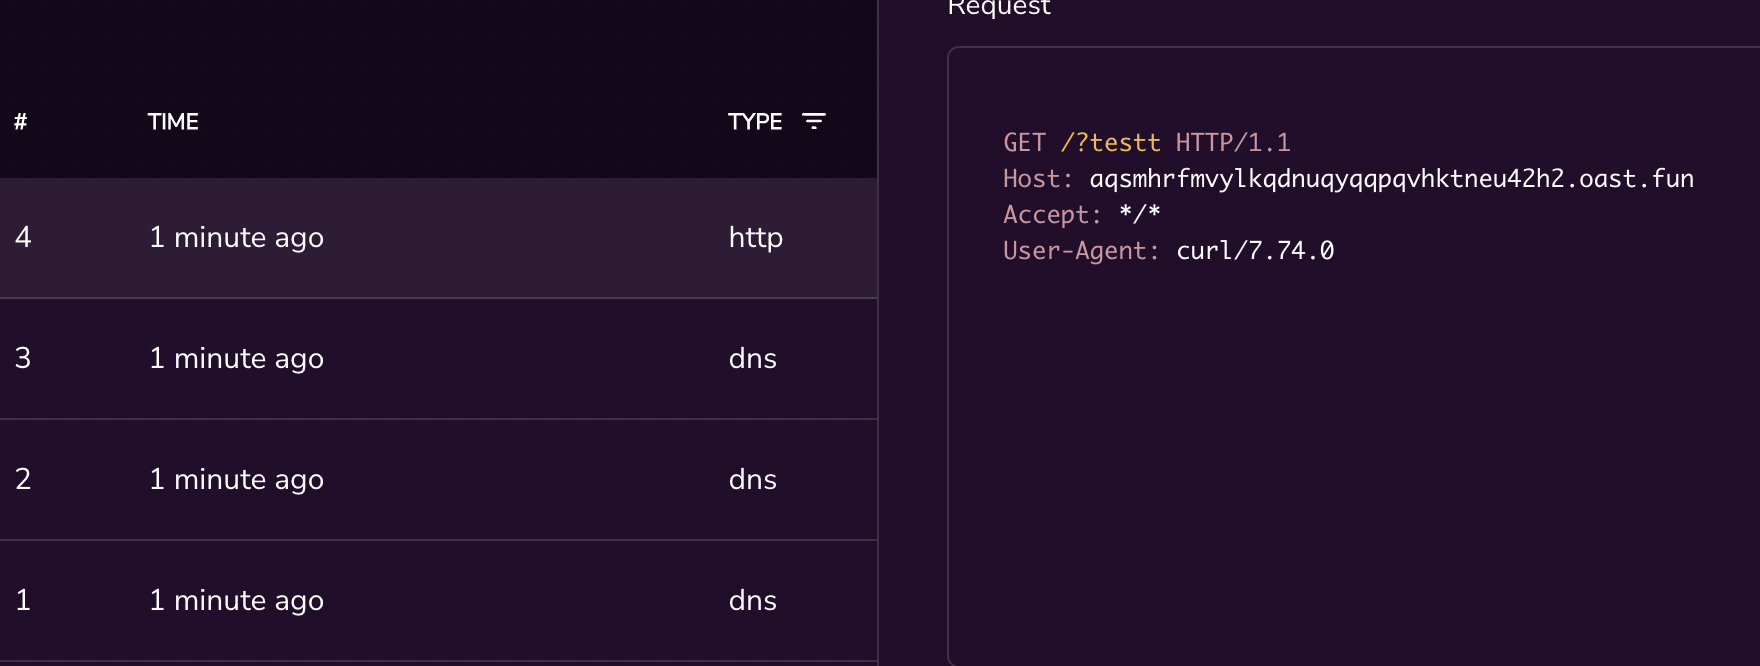 # TIME TYPE
4 1 minute ago http
3 1 minute ago dns
2 1 minute ago dns
1 1 minute ago dns
Request
GET /?testt HTTP/1.1
Host: aqsmhrfmvylkqdnuqyqqpqvhktneu42h2.oast.fun
Accept: */*
User-Agent: curl/7.74.0